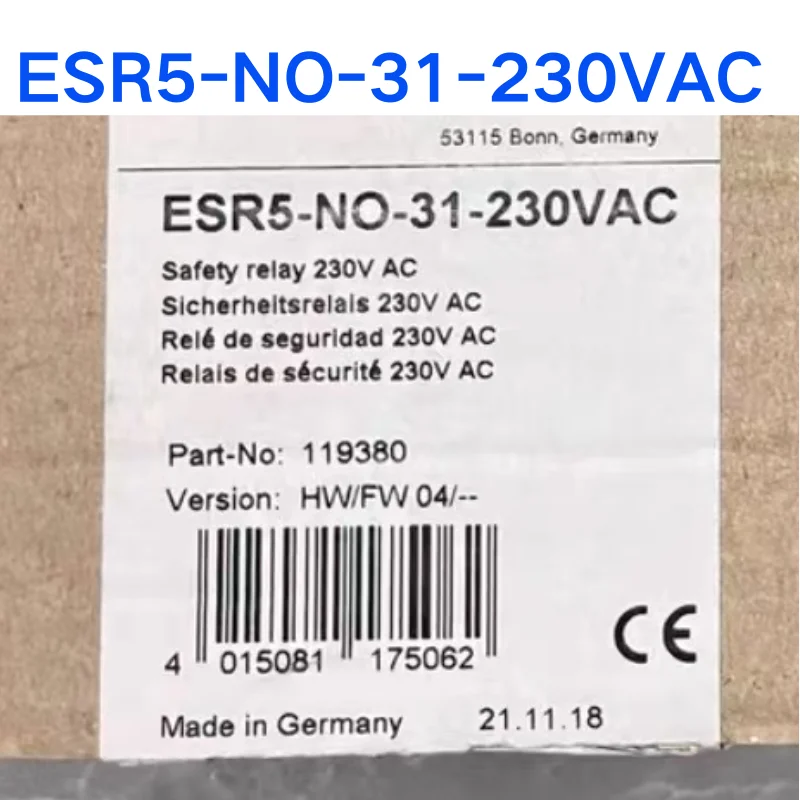 ESR5-NO-31-230VAC
53115 Bonn, Germany
ESR5-NO-31-230VAC
Safety relay 230V AC
Sicherheitsrelais 230V AC
Relé de seguridad 230V AC
Relais de sécurité 230V AC
Part-No: 119380
Version: HW/FW 04/--
4 015081 175062
CE
Made in Germany 21.11.18